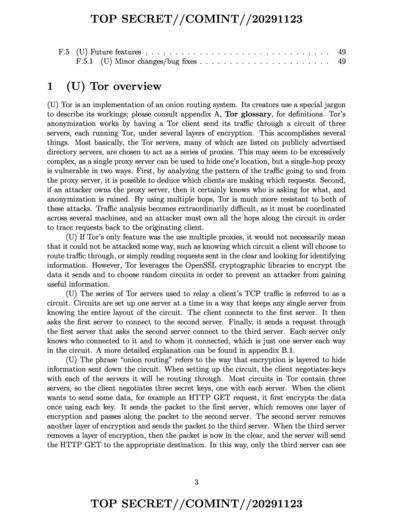 TOP SECRET//COMINT//20291123
F.5 (U) Future features . . . . . . . . . . . . . . . . . . . . . . . . . . . . . . . 49
F.5.1 (U) Minor changes/bug fixes . . . . . . . . . . . . . . . . . . . . . . 49
1 (U) Tor overview
(U) Tor is an implementation of an onion routing system. Its creators use a special jargon
to describe its workings; please consult appendix A, Tor glossary, for definitions. Tor's
anonymization works by having a Tor client send its traffic through a circuit of three
servers, each running Tor, under several layers of encryption. This accomplishes several
things. Most basically, the Tor servers, many of which are listed on publicly advertised
directory servers, are chosen to act as a series of proxies. This may seem to be excessively
complex, as a single proxy server can be used to hide one's location, but a single-hop proxy
is vulnerable in two ways. First, by analyzing the pattern of the traffic going to and from
the proxy server, it is possible to deduce which clients are making which requests. Second,
if an attacker owns the proxy server, then it certainly knows who is asking for what, and
anonymization is ruined. By using multiple hops, Tor is much more resistant to both of
these attacks. Traffic analysis becomes extraordinarily difficult, as it must be coordinated
across several machines, and an attacker must own all the hops along the circuit in order
to trace requests back to the originating client.
(U) If Tor's only feature was the use multiple proxies, it would not necessarily mean
that it could not be attacked some way, such as knowing which circuit a client will choose to
route traffic through, or simply reading requests sent in the clear and looking for identifying
information. However, Tor leverages the OpenSSL cryptographic libraries to encrypt the
data it sends and to choose random circuits in order to prevent an attacker from gaining
useful information.
(U) The series of Tor servers used to relay a client's TCP traffic is referred to as a
circuit. Circuits are set up one server at a time in a way that keeps any single server from
knowing the entire layout of the circuit. The client connects to the first server. It then
asks the first server to connect to the second server. Finally, it sends a request through
the first server that asks the second server connect to the third server. Each server only
knows who connected to it and to whom it connected, which is just one server each way
in the circuit. A more detailed explanation can be found in appendix B.1.
(U) The phrase "onion routing" refers to the way that encryption is layered to hide
information sent down the circuit. When setting up the circuit, the client negotiates keys
with each of the servers it will be routing through. Most circuits in Tor contain three
servers, so the client negotiates three secret keys, one with each server. When the client
wants to send some data, for example an HTTP GET request, it first encrypts the data
once using each key. It sends the packet to the first server, which removes one layer of
encryption and passes along the packet to the second server. The second server removes
another layer of encryption and sends the packet to the third server. When the third server
removes a layer of encryption, then the packet is now in the clear, and the server will send
the HTTP GET to the appropriate destination. In this way, only the third server can see
3
TOP SECRET//COMINT//20291123